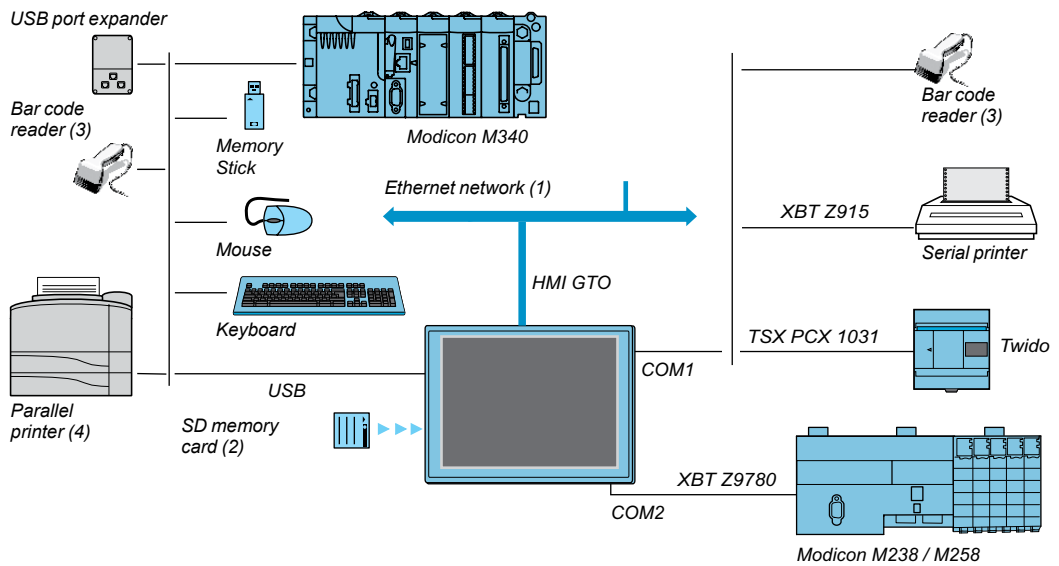 USB port expander
Bar code
reader (3)
Memory
Stick
Modicon M340
Bar code
reader (3)
Ethernet network (1)
XBT Z915
Mouse
Serial printer
HMI GTO
Keyboard
TSX PCX 1031
Twido
COM1
USB
Parallel
printer (4)
SD memory
card (2)
XBT Z9780
COM2
Modicon M238 / M258